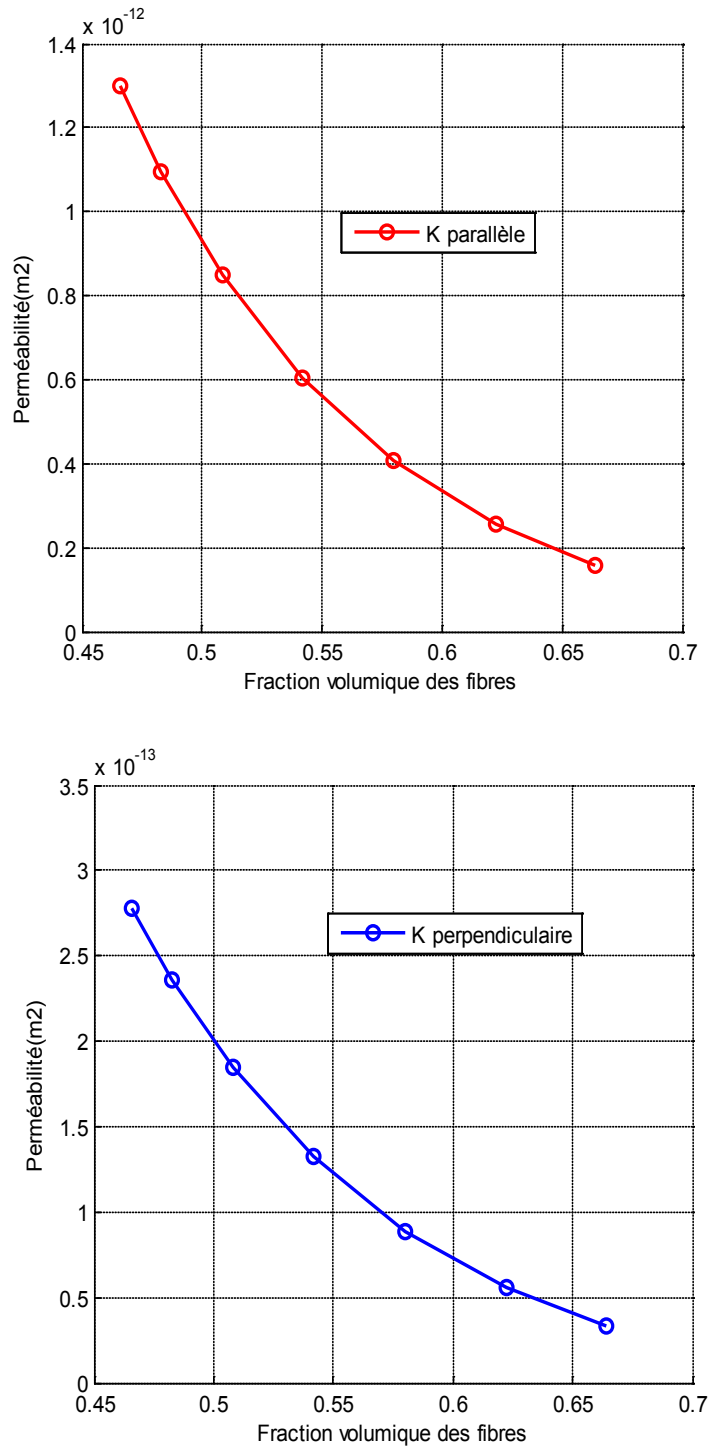 x 10-12
1.4
1.2
1
0.8
0.6
0.4
0.2
0
Perméabilité(m2)
K parallèle
0.45 0.5 0.55 0.6 0.65 0.7
Fraction volumique des fibres
x 10-13
3.5
3
2.5
2
1.5
1
0.5
0
Perméabilité(m2)
K perpendiculaire
0.45 0.5 0.55 0.6 0.65 0.7
Fraction volumique des fibres